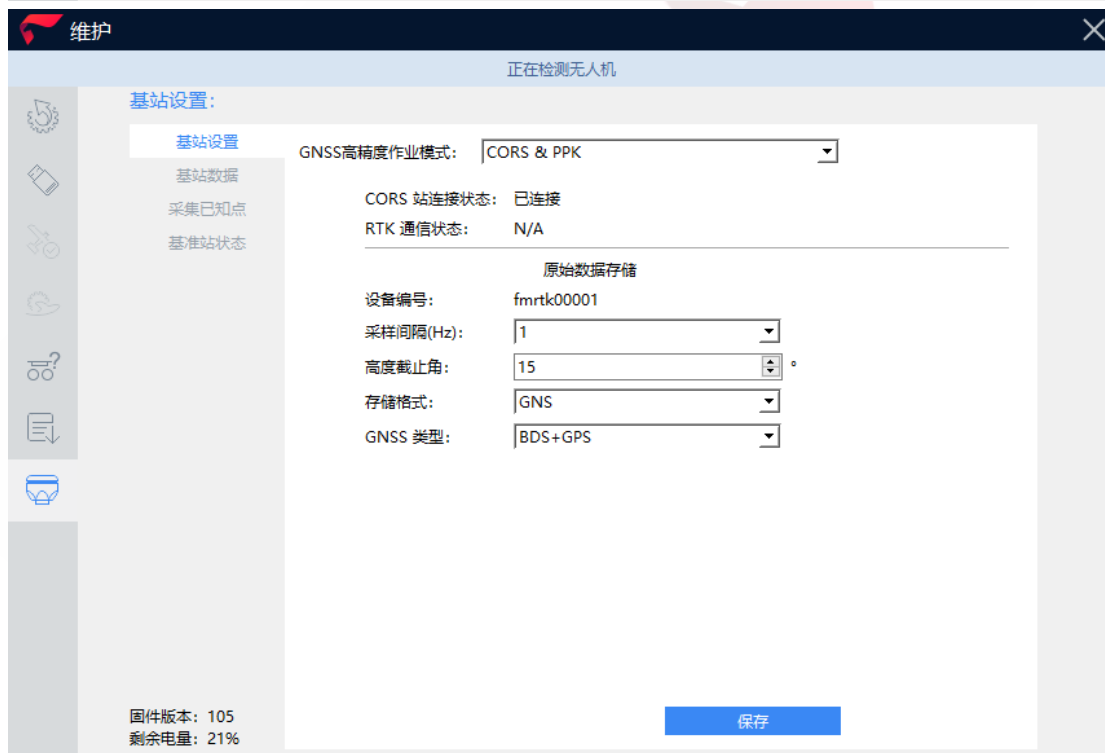 维护
正在检测无人机
基站设置：
基站设置
基站数据
采集已知点
基准站状态
GNSS高精度作业模式： CORS & PPK
CORS 站连接状态： 已连接
RTK 通信状态： N/A
原始数据存储
设备编号： fmrtk00001
采样间隔(Hz)： 1
高度截止角： 15 °
存储格式： GNS
GNSS 类型： BDS+GPS
固件版本：105
剩余电量：21%
保存